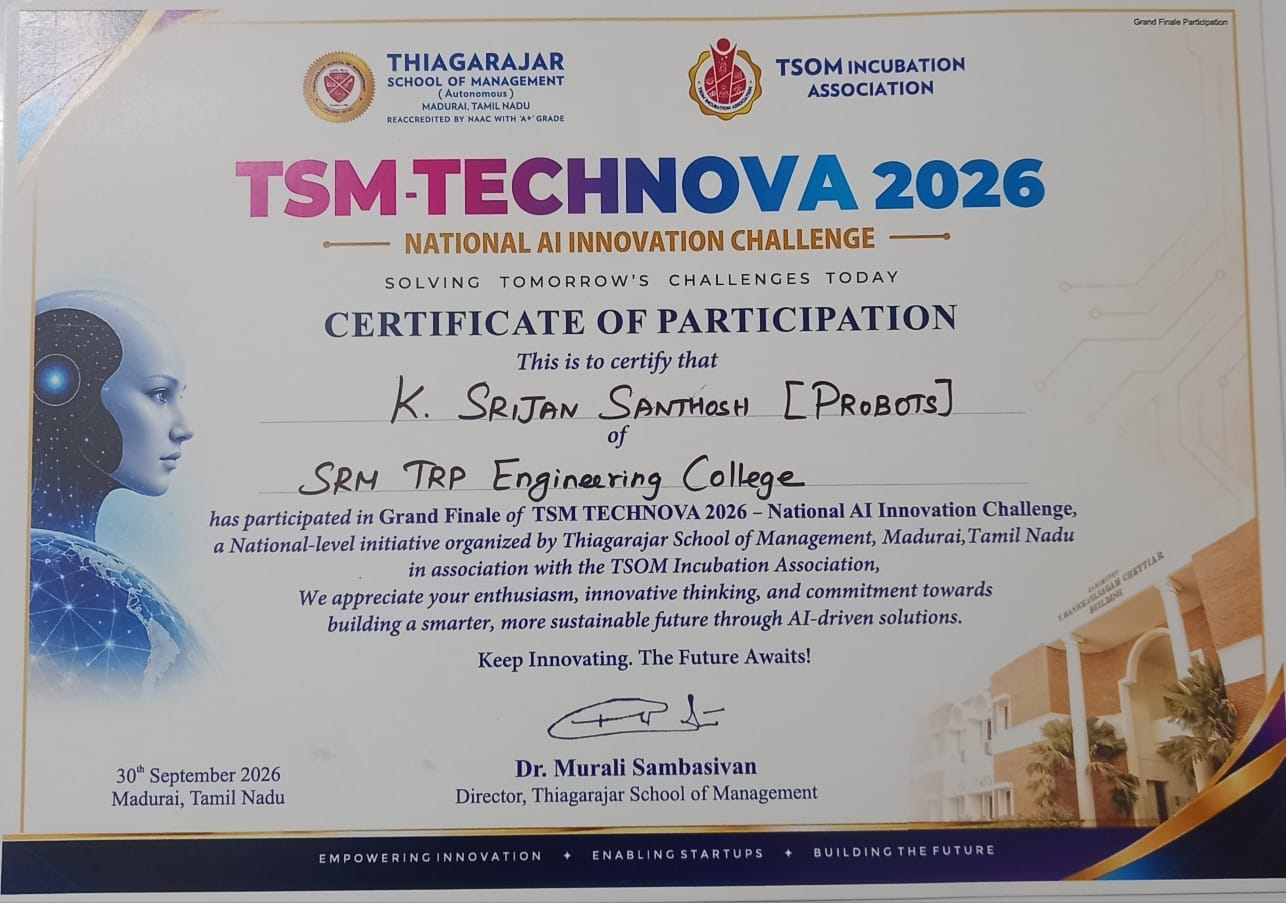 Grand Finale Participation
THIAGARAJAR
SCHOOL OF MANAGEMENT
(Autonomous)
MADURAI, TAMIL NADU
REACCREDITED BY NAAC WITH 'A+' GRADE
TSOM INCUBATION
ASSOCIATION
TSM-TECHNOVA 2026
NATIONAL AI INNOVATION CHALLENGE
SOLVING TOMORROW'S CHALLENGES TODAY
CERTIFICATE OF PARTICIPATION
This is to certify that
K. SRIJAN SANTHOSH [PROBOTS]
of
SRM TRP Engineering College
has participated in Grand Finale of TSM TECHNOVA 2026 – National AI Innovation Challenge,
a National-level initiative organized by Thiagarajar School of Management, Madurai, Tamil Nadu
in association with the TSOM Incubation Association,
We appreciate your enthusiasm, innovative thinking, and commitment towards
building a smarter, more sustainable future through AI-driven solutions.
Keep Innovating. The Future Awaits!
T.MANICKAVASAGAM CHETTIAR
BUILDING
30th September 2026
Madurai, Tamil Nadu
Dr. Murali Sambasivan
Director, Thiagarajar School of Management
EMPOWERING INNOVATION ✦ ENABLING STARTUPS ✦ BUILDING THE FUTURE